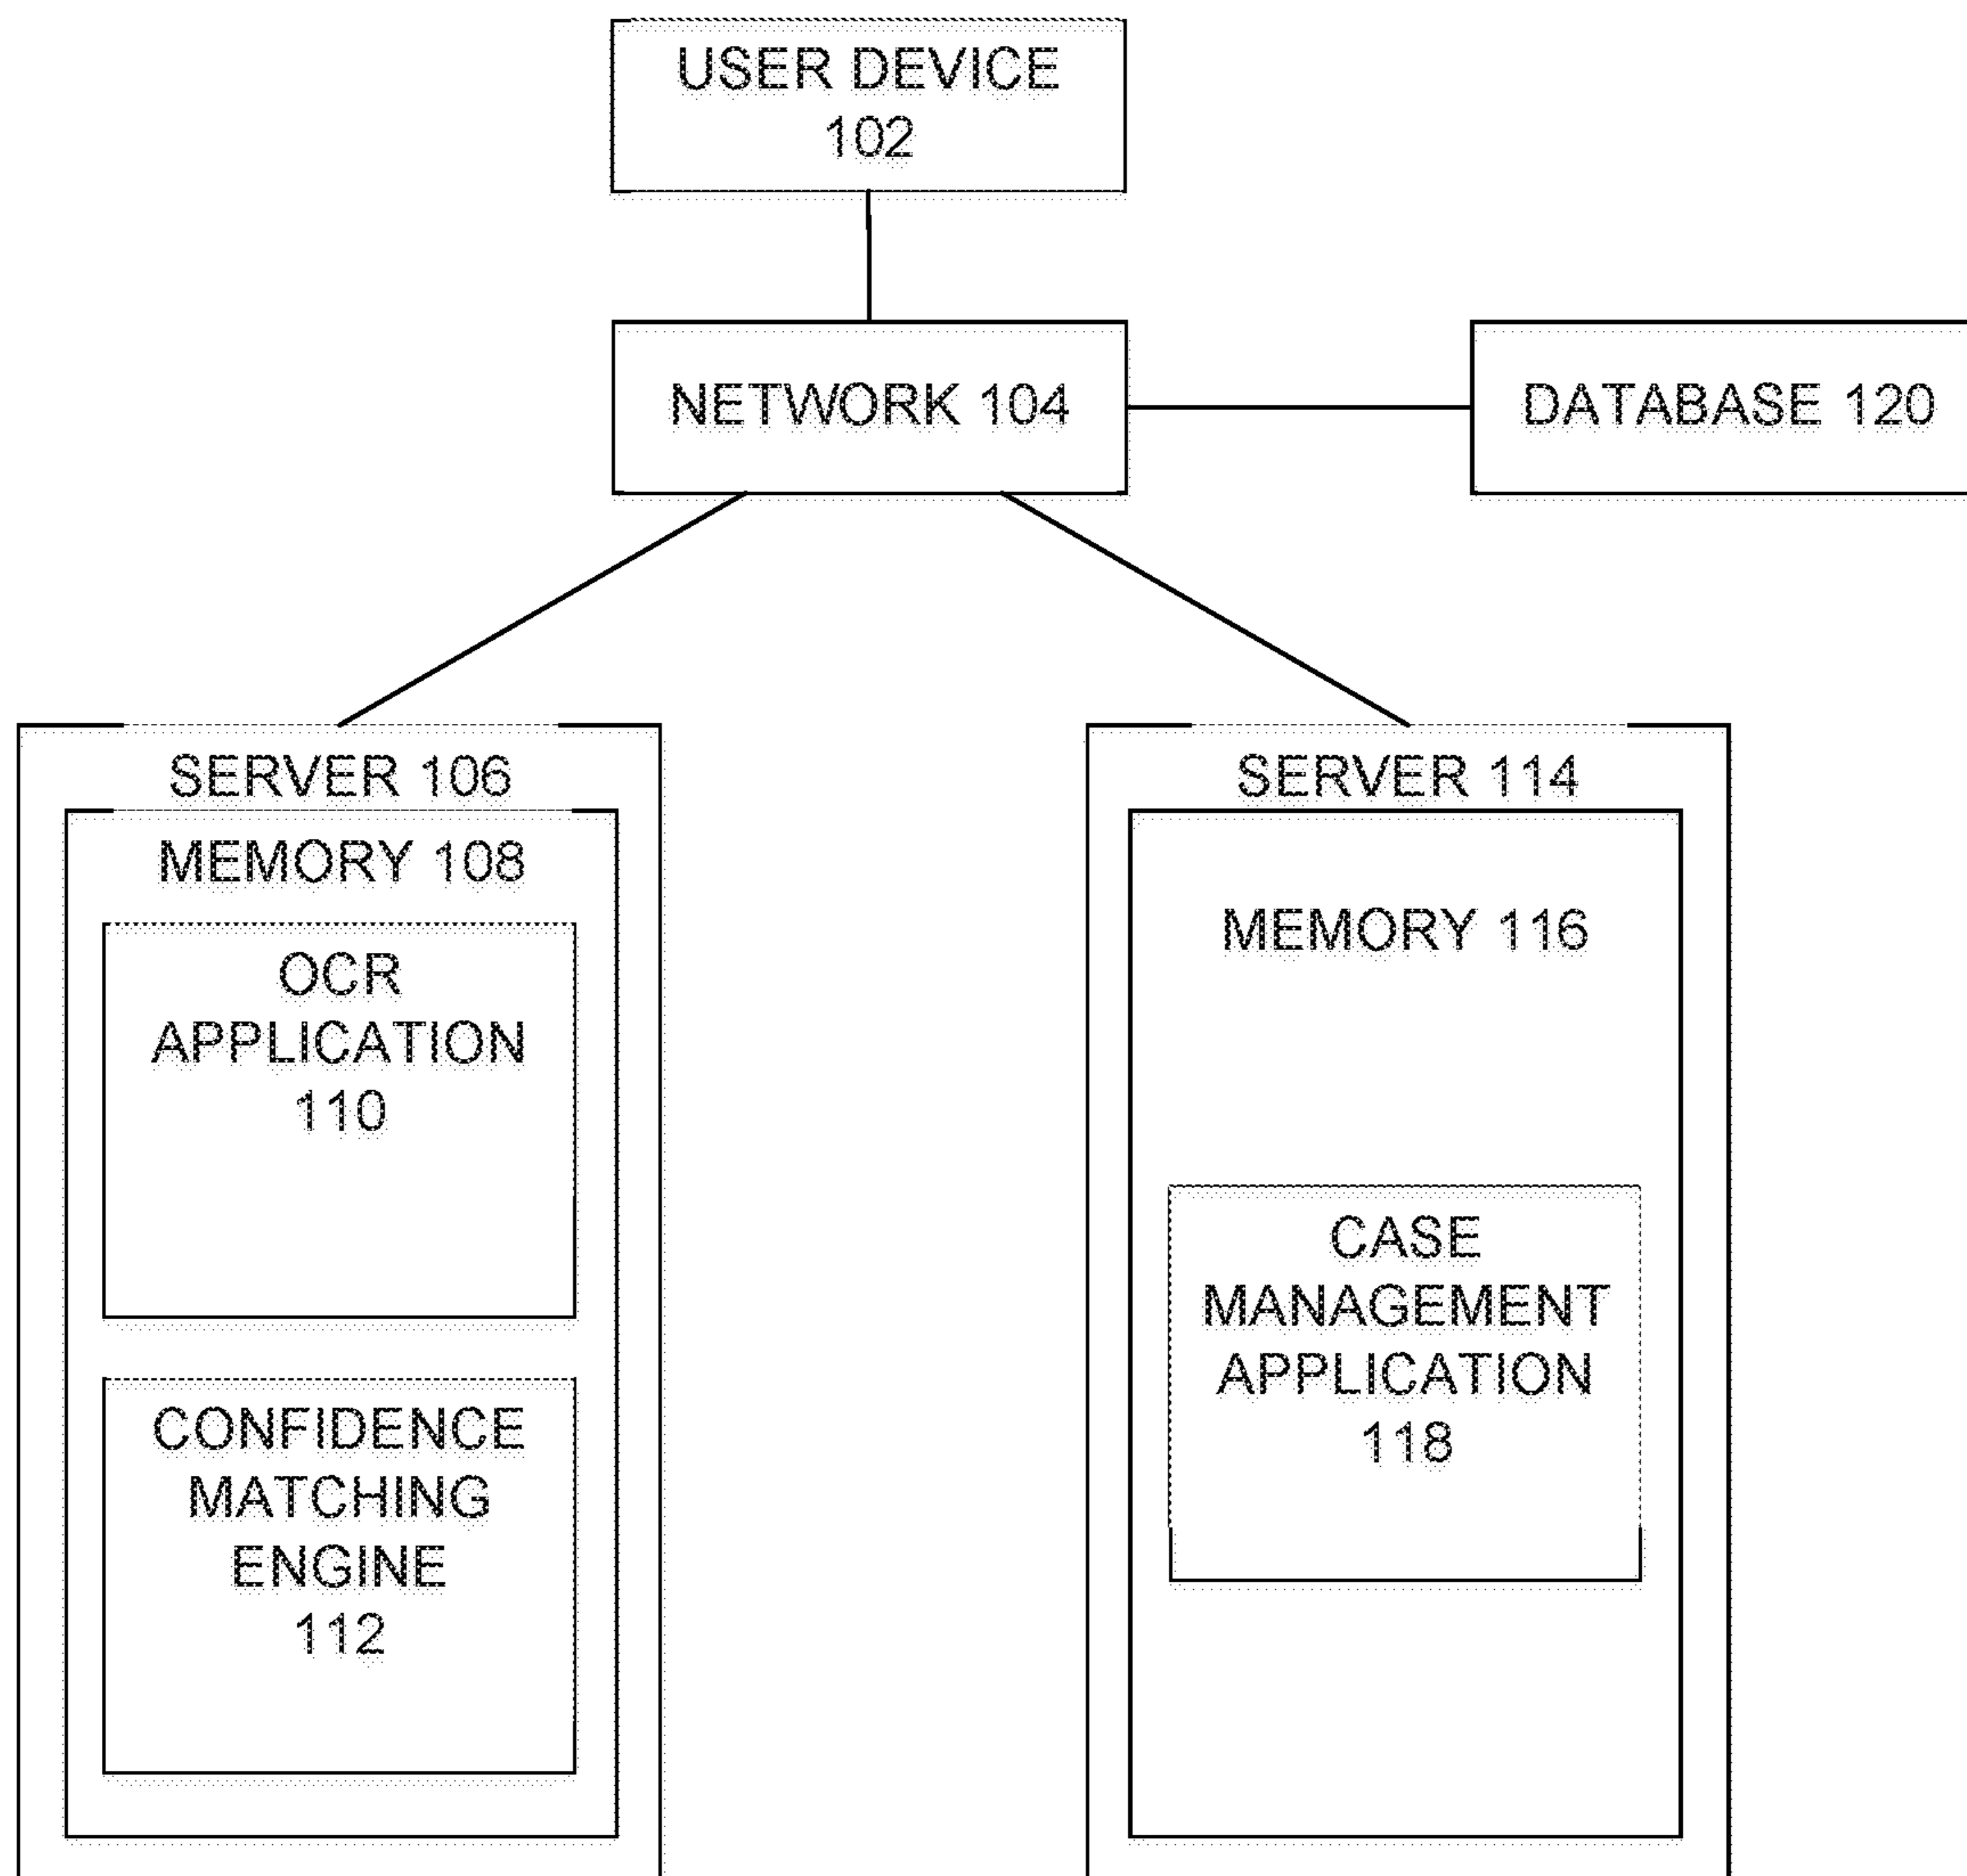 USER DEVICE
102
NETWORK 104
DATABASE 120
SERVER 106
MEMORY 108
OCR
APPLICATION
110
CONFIDENCE
MATCHING
ENGINE
112
SERVER 114
MEMORY 116
CASE
MANAGEMENT
APPLICATION
118